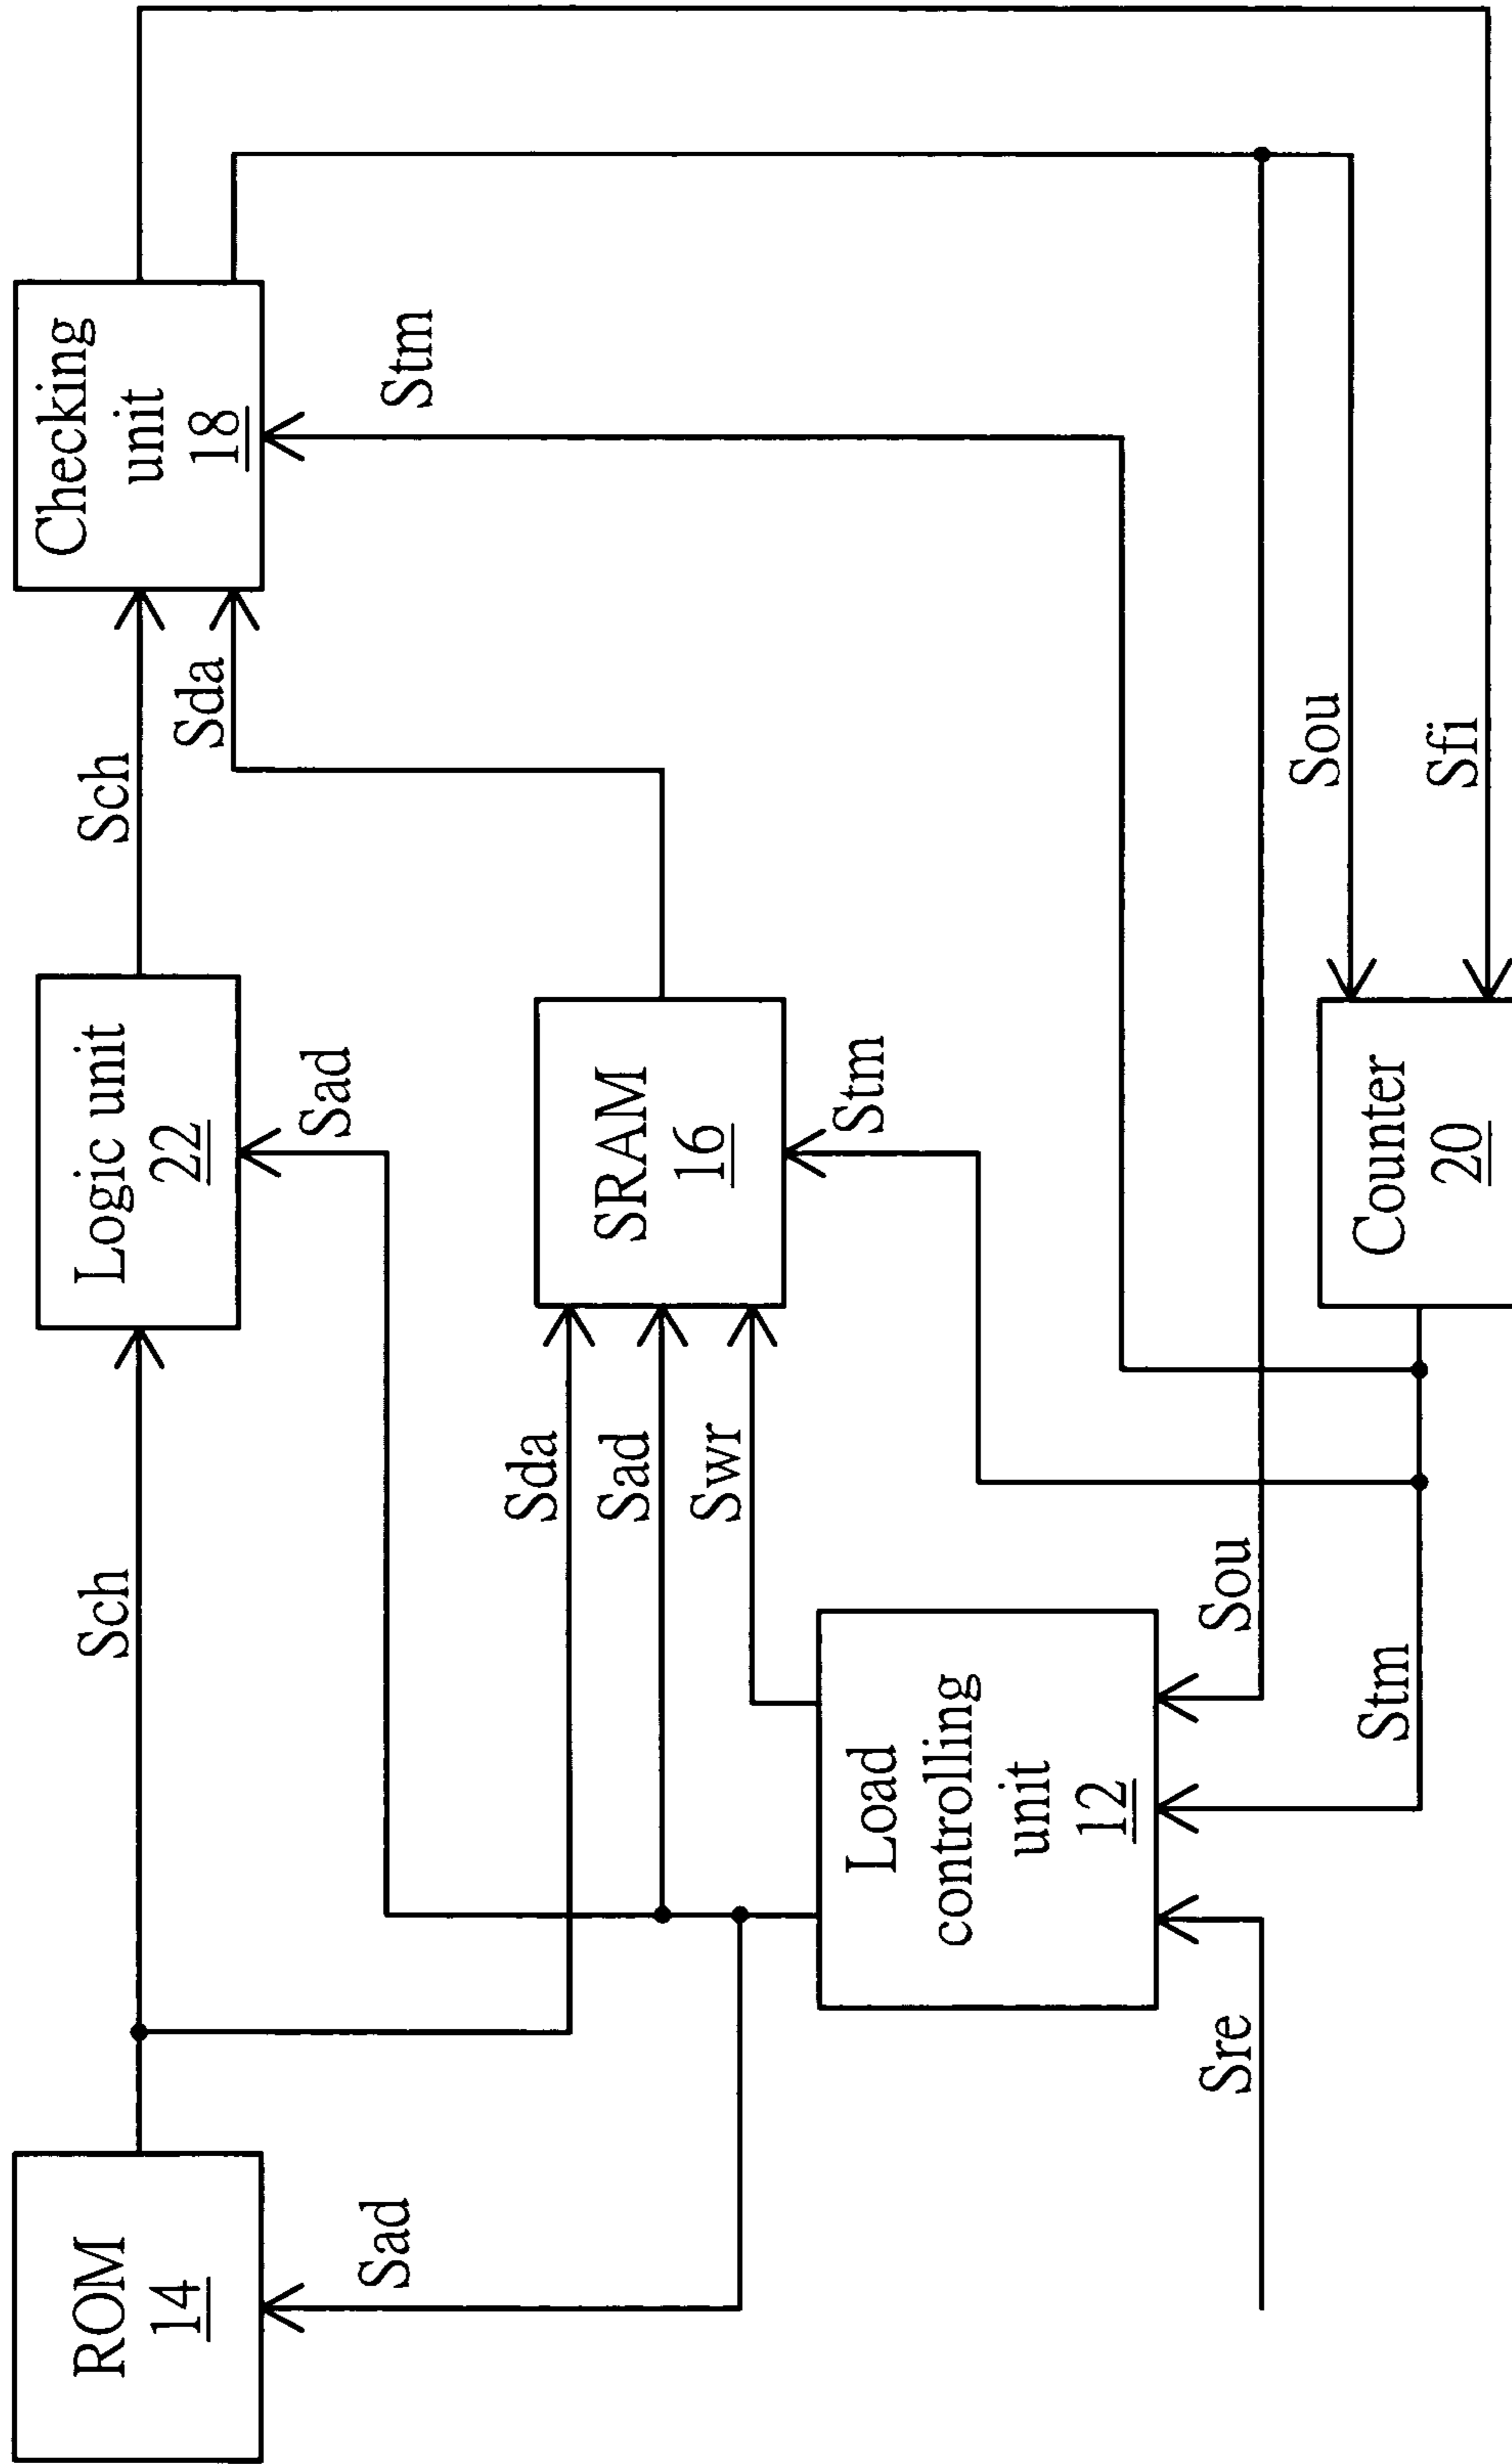 ROM
14
Sad
Sch
Logic unit
22
Sad
Sch
Sda
Checking
unit
18
Stm
Sda
Sad
Swr
SRAM
16
Stm
Load
controlling
unit
12
Sre
Sou
Stm
Counter
20
Sou
Sfi